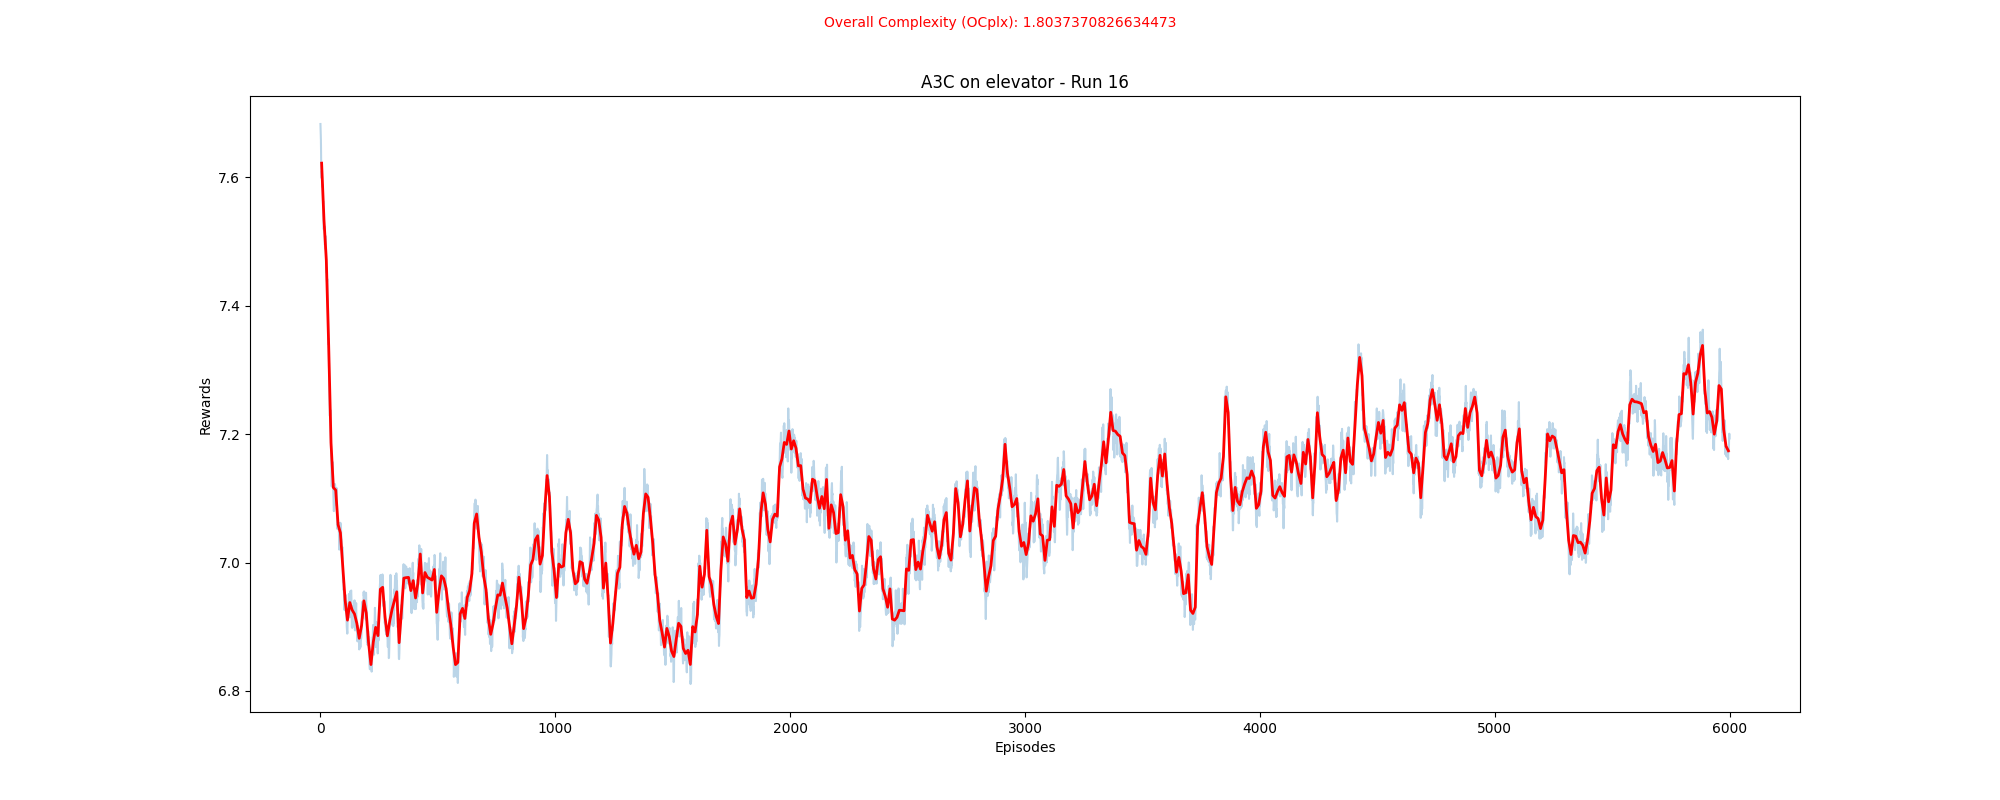 Overall Complexity (OCplx): 1.8037370826634473
A3C on elevator - Run 16
Rewards
7.6
7.4
7.2
7.0
6.8
0 1000 2000 3000 4000 5000 6000
Episodes